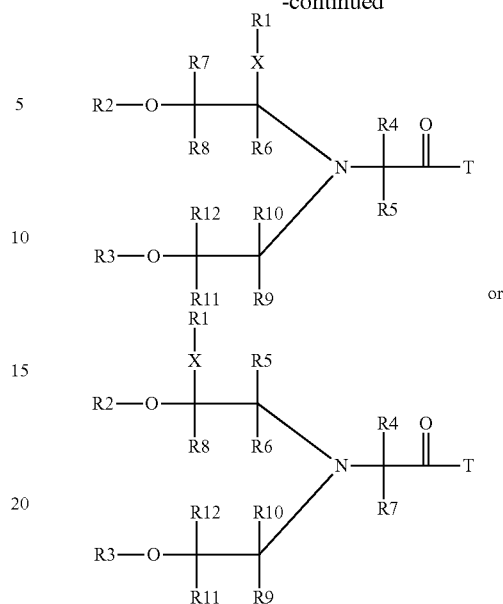 -continued
R1
R7 X
5 R2—O
R8 R6 R4 O
N T
R5
10 R12 R10
R3—O
R11 R9 or
R1
15 X R5
R2—O
R8 R6 R4 O
N T
R7
20 R12 R10
R3—O
R11 R9